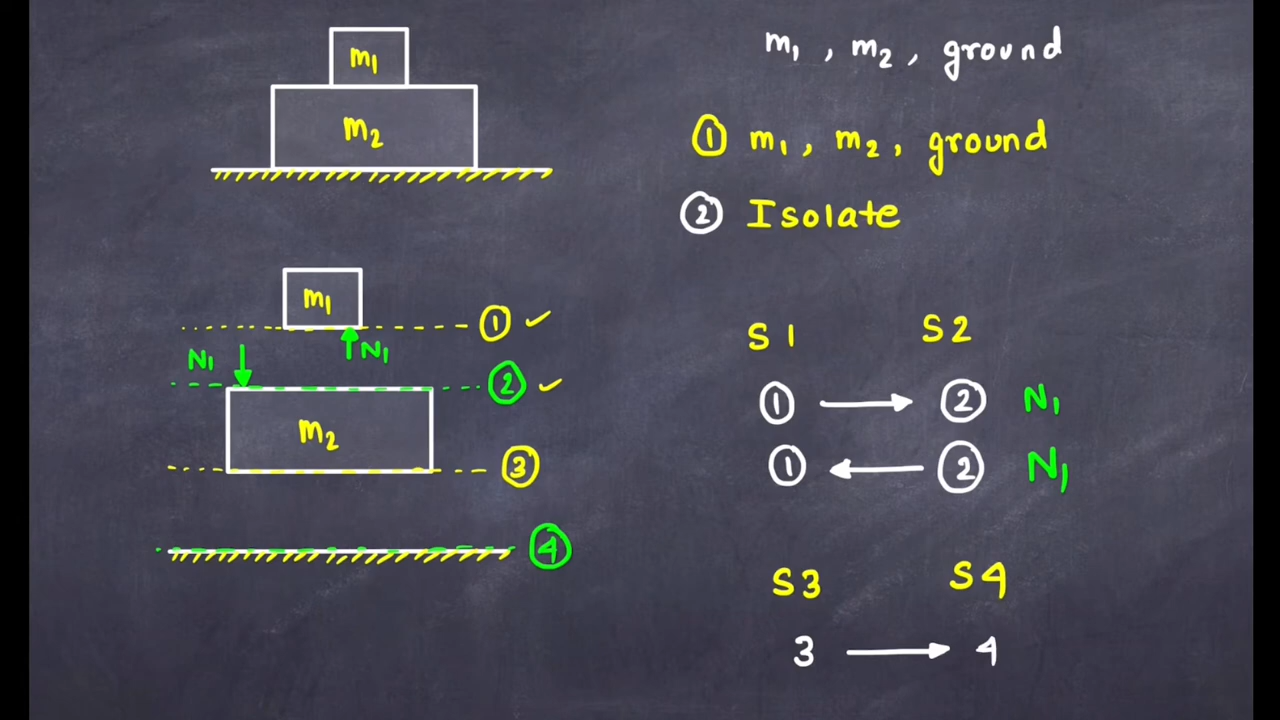 m₁
m₂
m₁ , m₂ , ground
① m₁ , m₂ , ground
② Isolate
m₁
①✓
N₁
N₁
②✓
m₂
③
④
S1 S2
① → ② N₁
① ← ② N₁
S3 S4
3 → 4